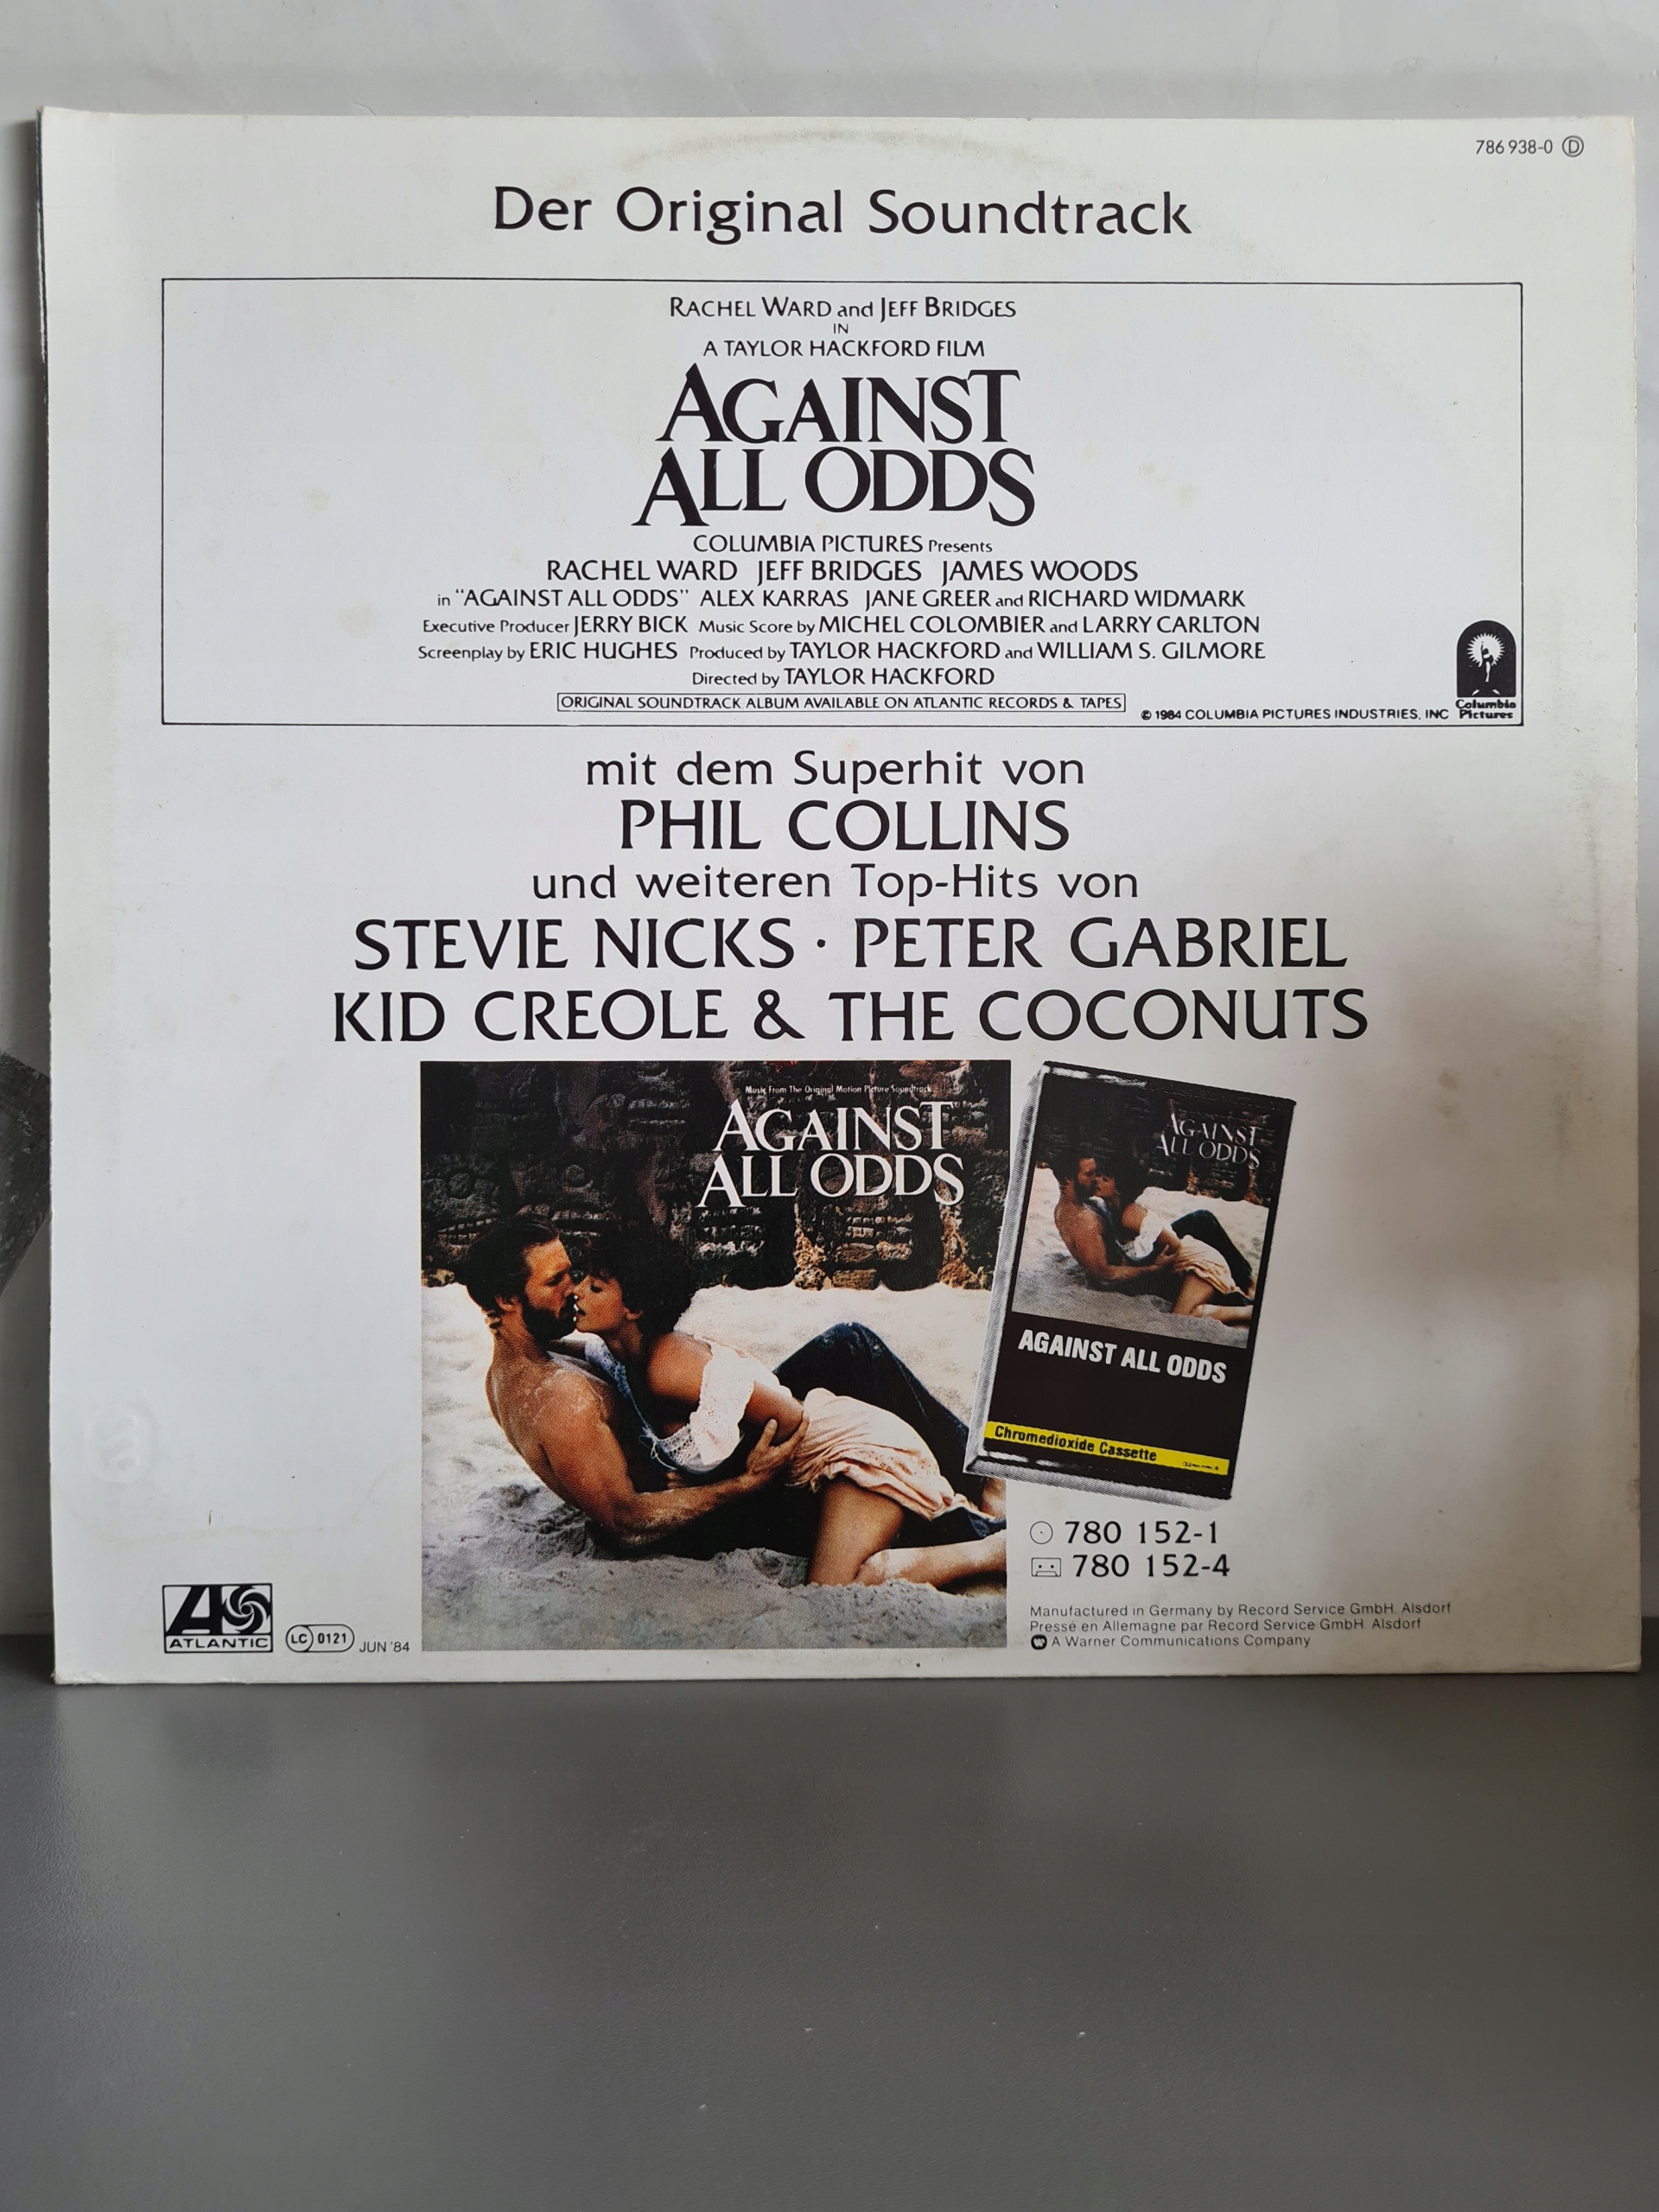 786 938-0 D
Der Original Soundtrack
RACHEL WARD and JEFF BRIDGES
IN
A TAYLOR HACKFORD FILM
AGAINST
ALL ODDS
COLUMBIA PICTURES Presents
RACHEL WARD JEFF BRIDGES JAMES WOODS
in "AGAINST ALL ODDS" ALEX KARRAS JANE GREER and RICHARD WIDMARK
Executive Producer JERRY BICK Music Score by MICHEL COLOMBIER and LARRY CARLTON
Screenplay by ERIC HUGHES Produced by TAYLOR HACKFORD and WILLIAM S. GILMORE
Directed by TAYLOR HACKFORD
ORIGINAL SOUNDTRACK ALBUM AVAILABLE ON ATLANTIC RECORDS & TAPES
© 1984 COLUMBIA PICTURES INDUSTRIES, INC
Columbia
Pictures
mit dem Superhit von
PHIL COLLINS
und weiteren Top-Hits von
STEVIE NICKS · PETER GABRIEL
KID CREOLE & THE COCONUTS
Music From The Original Motion Picture Soundtrack
AGAINST
ALL ODDS
AGAINST
ALL ODDS
AGAINST ALL ODDS
Chromedioxide Cassette
780 152-1
780 152-4
Manufactured in Germany by Record Service GmbH. Alsdorf
Pressé en Allemagne par Record Service GmbH. Alsdorf
A Warner Communications Company
ATLANTIC
LC 0121
JUN '84